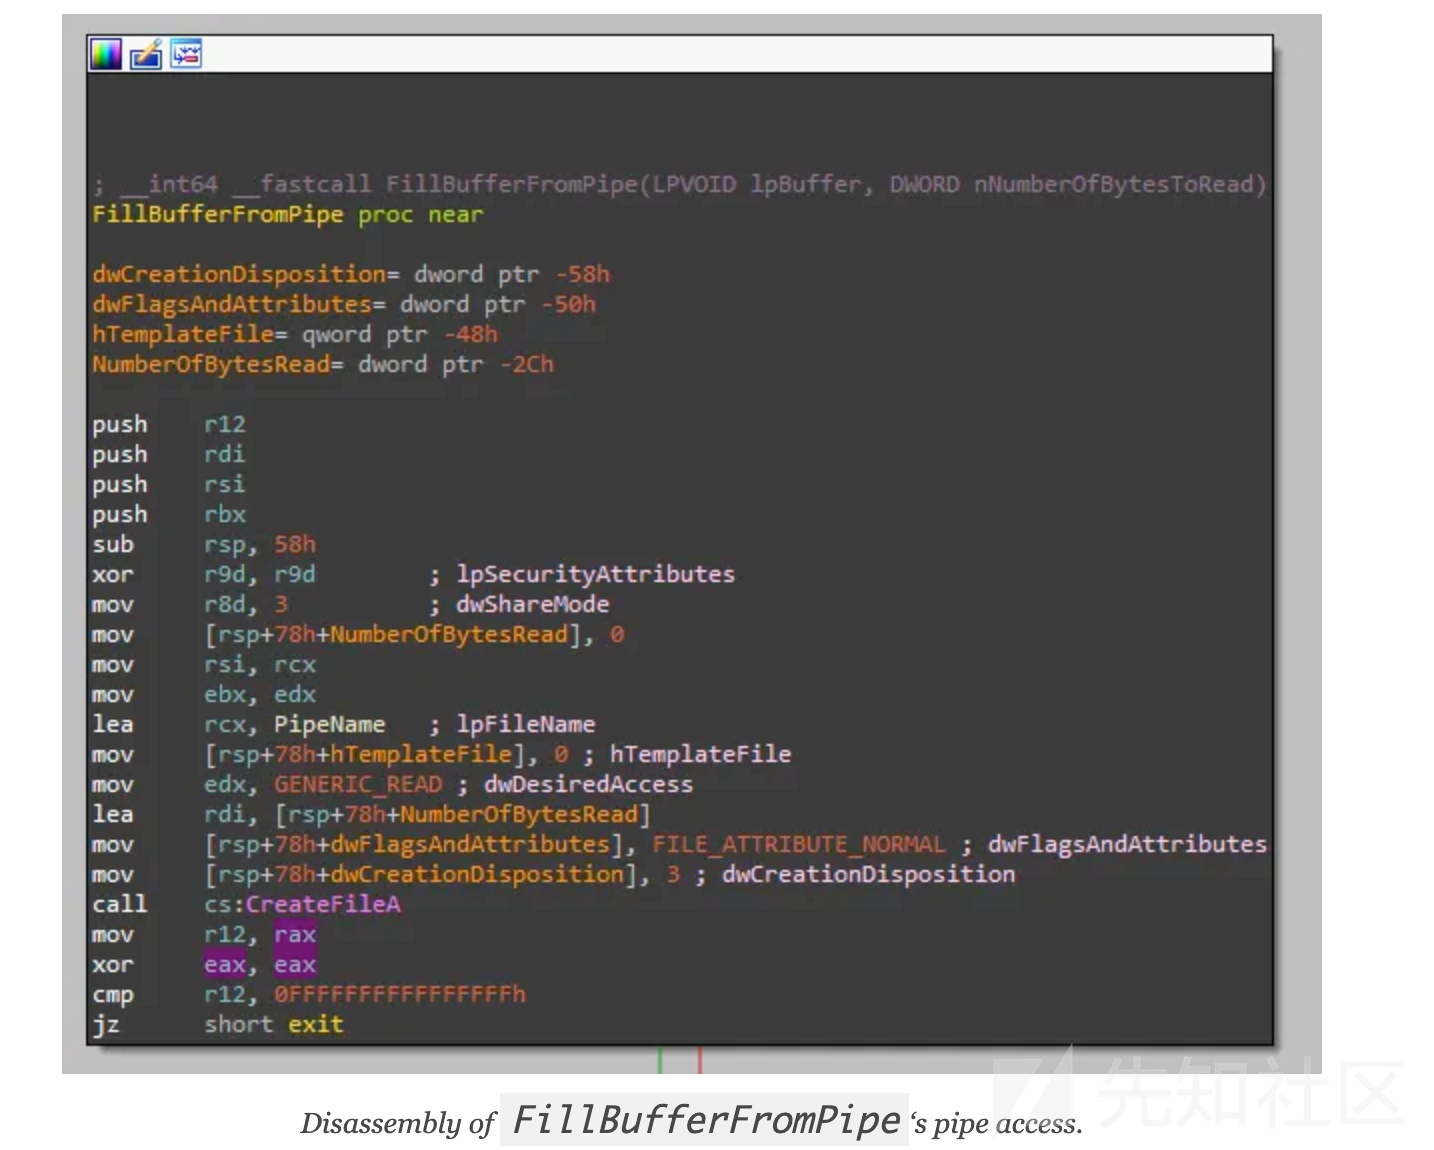 ; __int64 __fastcall FillBufferFromPipe(LPVOID lpBuffer, DWORD nNumberOfBytesToRead)
FillBufferFromPipe proc near
dwCreationDisposition= dword ptr -58h
dwFlagsAndAttributes= dword ptr -50h
hTemplateFile= qword ptr -48h
NumberOfBytesRead= dword ptr -2Ch
push r12
push rdi
push rsi
push rbx
sub rsp, 58h
xor r9d, r9d ; lpSecurityAttributes
mov r8d, 3 ; dwShareMode
mov [rsp+78h+NumberOfBytesRead], 0
mov rsi, rcx
mov ebx, edx
lea rcx, PipeName ; lpFileName
mov [rsp+78h+hTemplateFile], 0 ; hTemplateFile
mov edx, GENERIC_READ ; dwDesiredAccess
lea rdi, [rsp+78h+NumberOfBytesRead]
mov [rsp+78h+dwFlagsAndAttributes], FILE_ATTRIBUTE_NORMAL ; dwFlagsAndAttributes
mov [rsp+78h+dwCreationDisposition], 3 ; dwCreationDisposition
call cs:CreateFileA
mov r12, rax
xor eax, eax
cmp r12, 0FFFFFFFFFFFFFFFFh
jz short exit
Disassembly of FillBufferFromPipe‘s pipe access.
先知社区